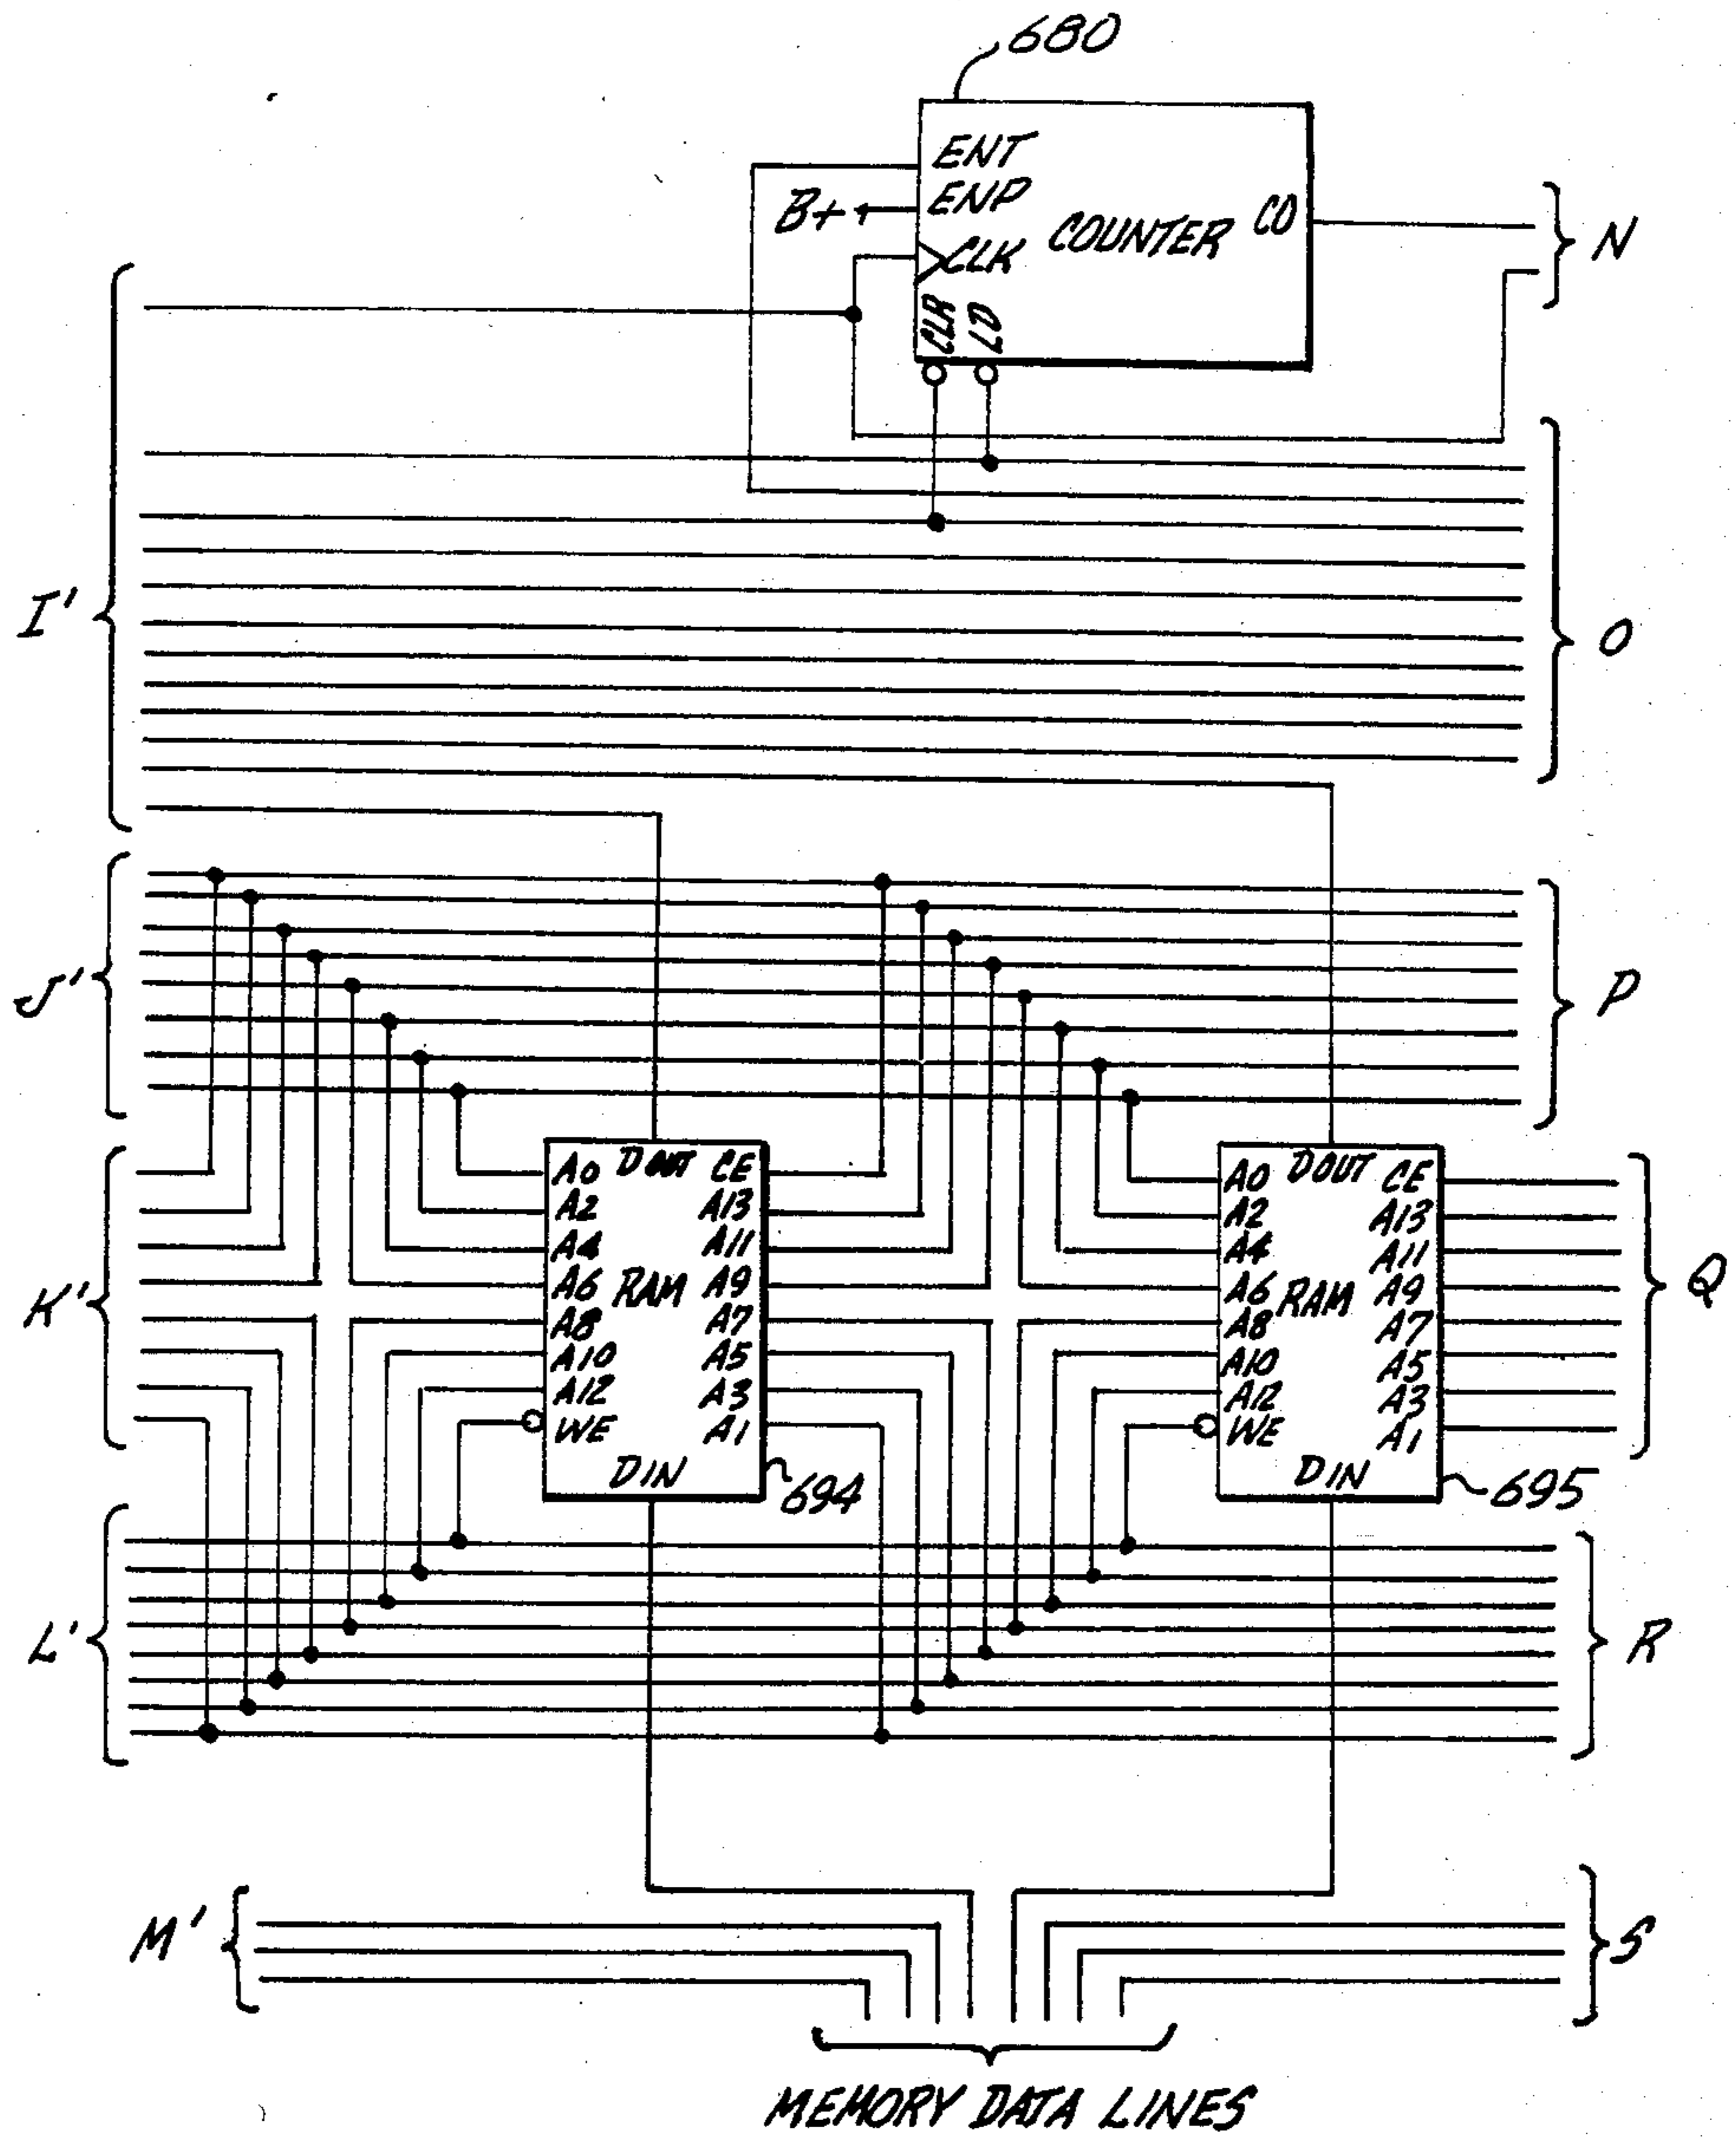 680
ENT
B+ ENP
CLK COUNTER CO
CLR LD
N
I'
O
J'
P
K'
A0 DOUT CE
A2 A13
A4 A11
A6 RAM A9
A8 A7
A10 A5
A12 A3
WE A1
DIN
694
A0 DOUT CE
A2 A13
A4 A11
A6 RAM A9
A8 A7
A10 A5
A12 A3
WE A1
DIN
695
Q
L'
R
M'
S
MEMORY DATA LINES